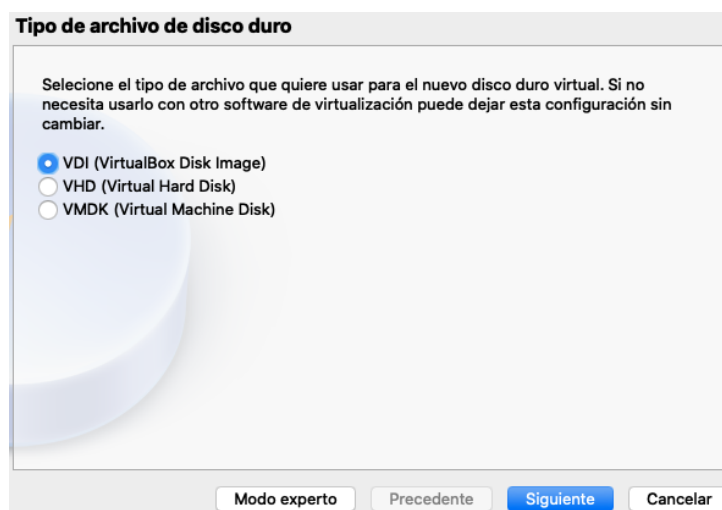 Tipo de archivo de disco duro
Selecione el tipo de archivo que quiere usar para el nuevo disco duro virtual. Si no
necesita usarlo con otro software de virtualización puede dejar esta configuración sin
cambiar.
VDI (VirtualBox Disk Image)
VHD (Virtual Hard Disk)
VMDK (Virtual Machine Disk)
Modo experto Precedente Siguiente Cancelar